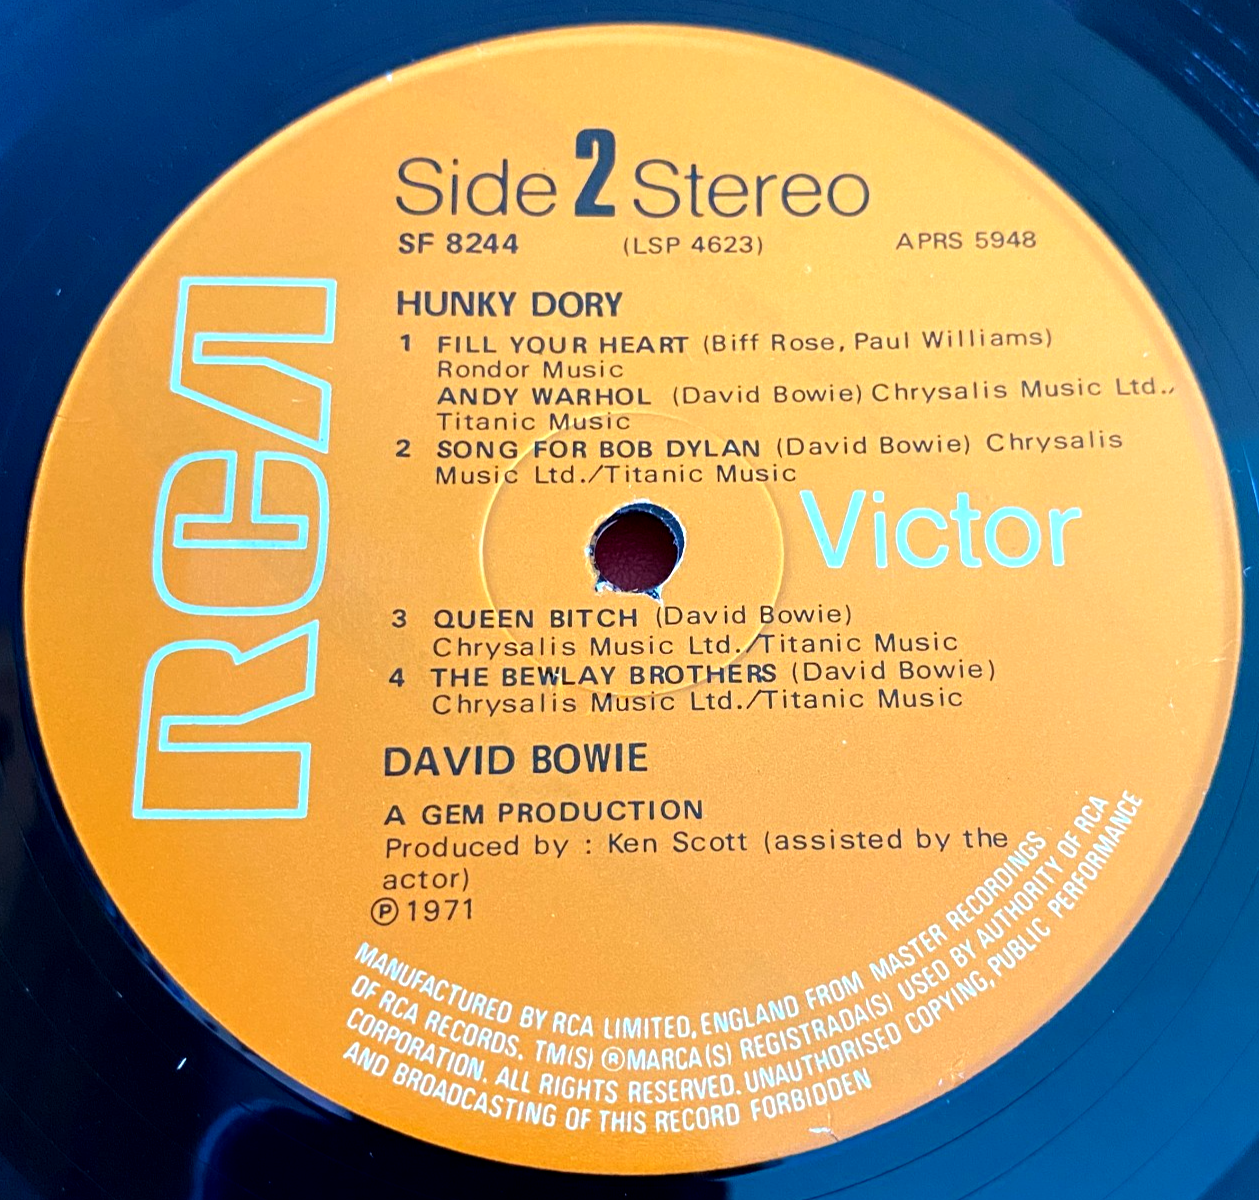 Side 2 Stereo
SF 8244 (LSP 4623) APRS 5948
HUNKY DORY
1 FILL YOUR HEART (Biff Rose, Paul Williams)
Rondor Music
ANDY WARHOL (David Bowie) Chrysalis Music Ltd./
Titanic Music
2 SONG FOR BOB DYLAN (David Bowie) Chrysalis
Music Ltd./Titanic Music
RCA
Victor
3 QUEEN BITCH (David Bowie)
Chrysalis Music Ltd./Titanic Music
4 THE BEWLAY BROTHERS (David Bowie)
Chrysalis Music Ltd./Titanic Music
DAVID BOWIE
A GEM PRODUCTION
Produced by : Ken Scott (assisted by the
actor)
℗ 1971
MANUFACTURED BY RCA LIMITED, ENGLAND FROM MASTER RECORDINGS
OF RCA RECORDS. TM(S) ® MARCA(S) REGISTRADA(S) USED BY AUTHORITY OF RCA
CORPORATION. ALL RIGHTS RESERVED. UNAUTHORISED COPYING, PUBLIC PERFORMANCE
AND BROADCASTING OF THIS RECORD FORBIDDEN